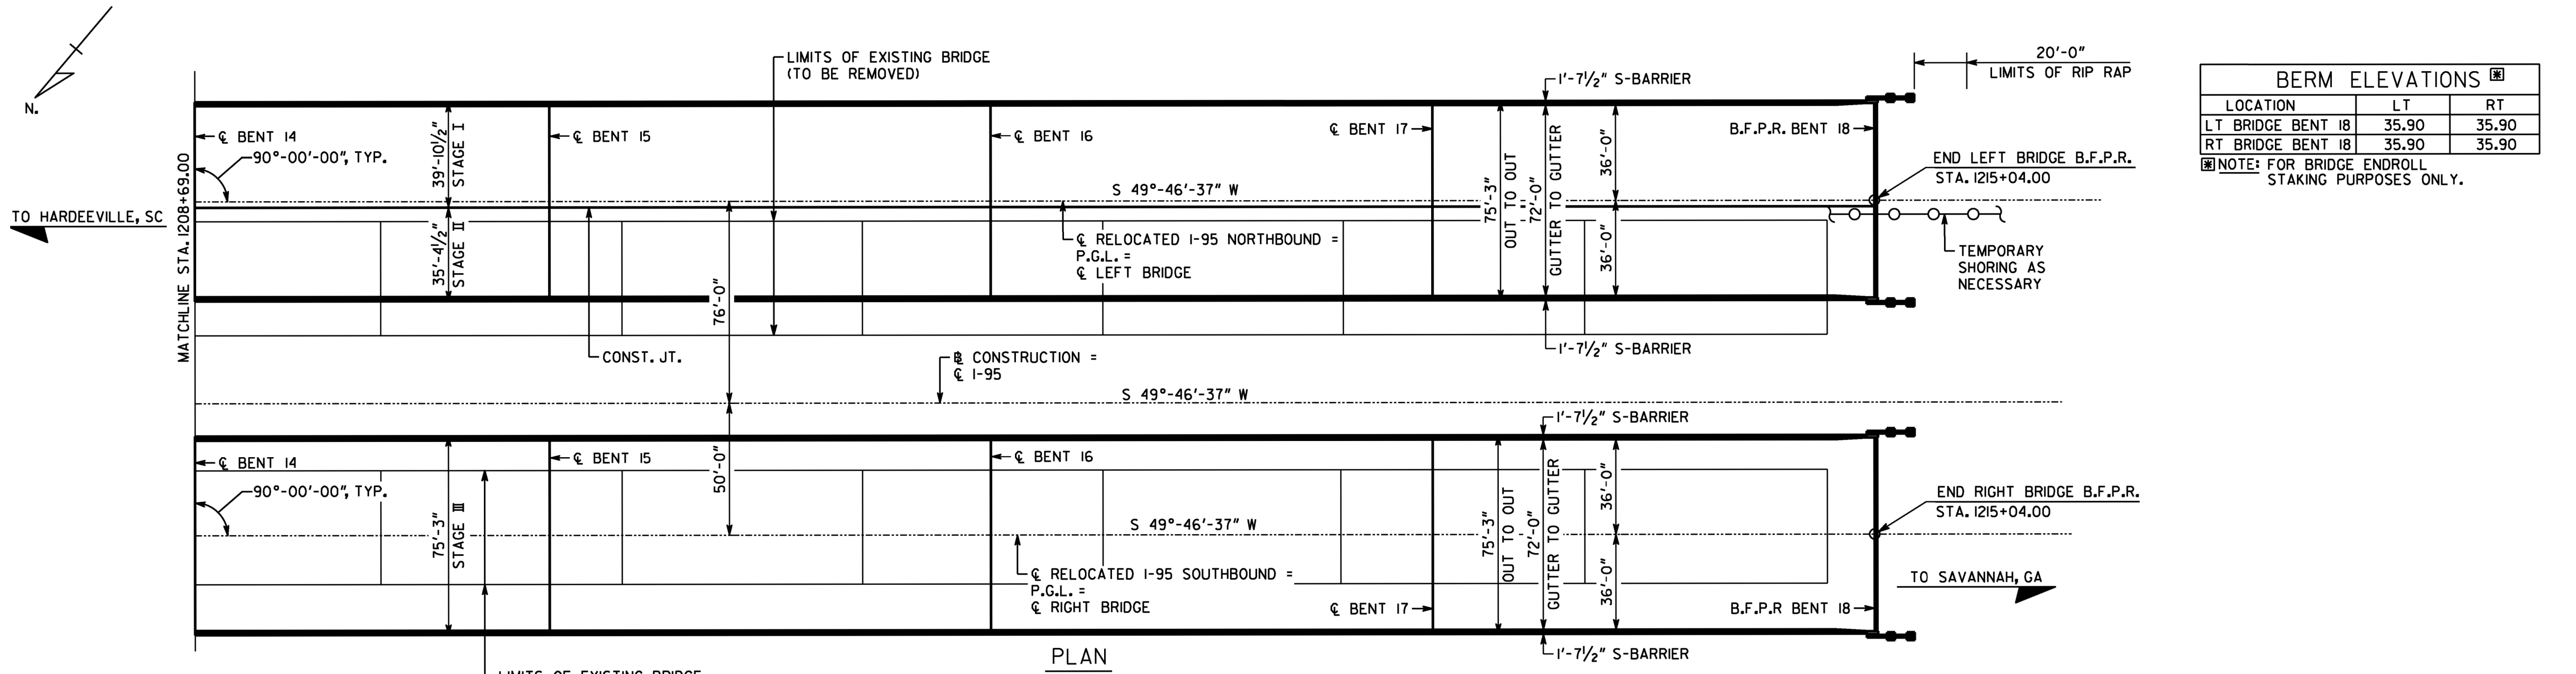 N.
TO HARDEEVILLE, SC
MATCHLINE STA. 1208+69.00
℄ BENT 14
90°-00'-00", TYP.
39'-10½"
STAGE I
35'-4½"
STAGE II
℄ BENT 15
LIMITS OF EXISTING BRIDGE
(TO BE REMOVED)
℄ BENT 16
S 49°-46'-37" W
℄ RELOCATED I-95 NORTHBOUND =
P.G.L. =
℄ LEFT BRIDGE
76'-0"
CONST. JT.
℄ BENT 17
1'-7½" S-BARRIER
75'-3"
OUT TO OUT
72'-0"
GUTTER TO GUTTER
36'-0"
36'-0"
1'-7½" S-BARRIER
B.F.P.R. BENT 18
20'-0"
LIMITS OF RIP RAP
END LEFT BRIDGE B.F.P.R.
STA. 1215+04.00
TEMPORARY
SHORING AS
NECESSARY
BERM ELEVATIONS *
LOCATION LT RT
LT BRIDGE BENT 18 35.90 35.90
RT BRIDGE BENT 18 35.90 35.90
* NOTE: FOR BRIDGE ENDROLL
STAKING PURPOSES ONLY.
BL CONSTRUCTION =
℄ I-95
S 49°-46'-37" W
℄ BENT 14
90°-00'-00", TYP.
75'-3"
STAGE III
℄ BENT 15
50'-0"
℄ BENT 16
S 49°-46'-37" W
℄ RELOCATED I-95 SOUTHBOUND =
P.G.L. =
℄ RIGHT BRIDGE
℄ BENT 17
1'-7½" S-BARRIER
75'-3"
OUT TO OUT
72'-0"
GUTTER TO GUTTER
36'-0"
36'-0"
1'-7½" S-BARRIER
B.F.P.R BENT 18
END RIGHT BRIDGE B.F.P.R.
STA. 1215+04.00
TO SAVANNAH, GA
PLAN
LIMITS OF EXISTING BRIDGE